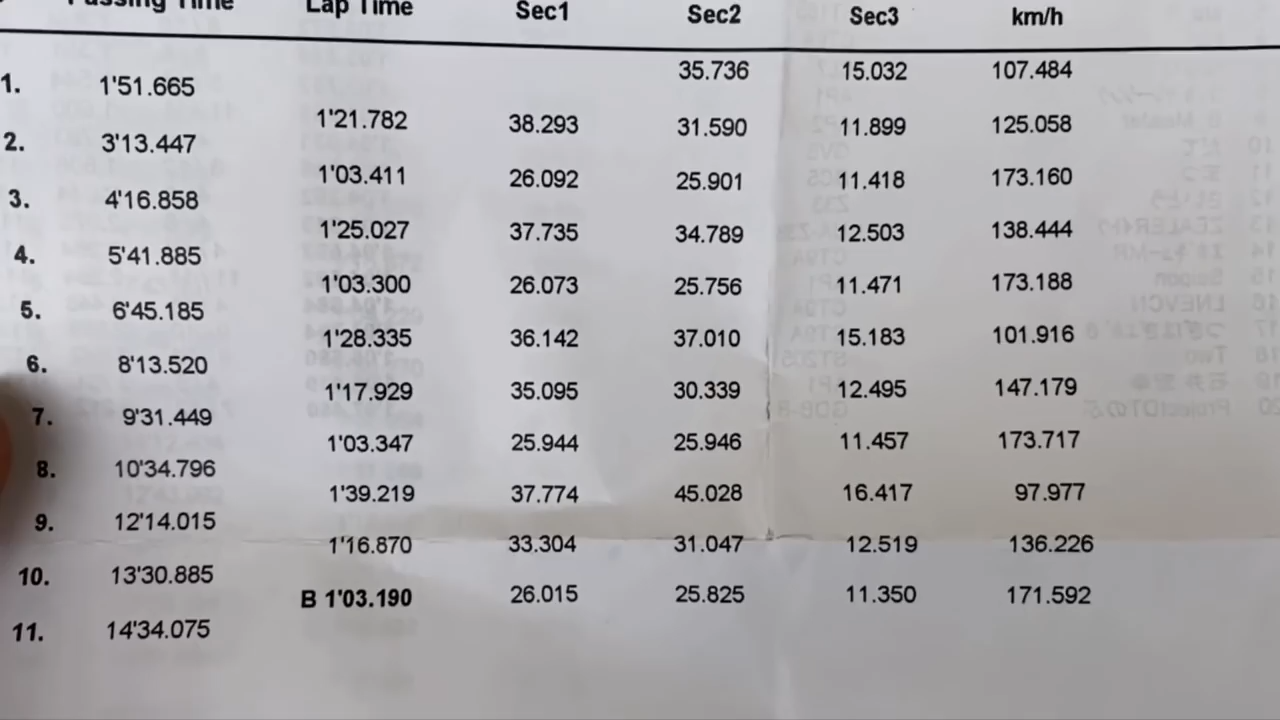 Passing Time Lap Time Sec1 Sec2 Sec3 km/h
1. 1'51.665 35.736 15.032 107.484
2. 3'13.447 1'21.782 38.293 31.590 11.899 125.058
3. 4'16.858 1'03.411 26.092 25.901 11.418 173.160
4. 5'41.885 1'25.027 37.735 34.789 12.503 138.444
5. 6'45.185 1'03.300 26.073 25.756 11.471 173.188
6. 8'13.520 1'28.335 36.142 37.010 15.183 101.916
7. 9'31.449 1'17.929 35.095 30.339 12.495 147.179
8. 10'34.796 1'03.347 25.944 25.946 11.457 173.717
9. 12'14.015 1'39.219 37.774 45.028 16.417 97.977
10. 13'30.885 1'16.870 33.304 31.047 12.519 136.226
11. 14'34.075 B 1'03.190 26.015 25.825 11.350 171.592